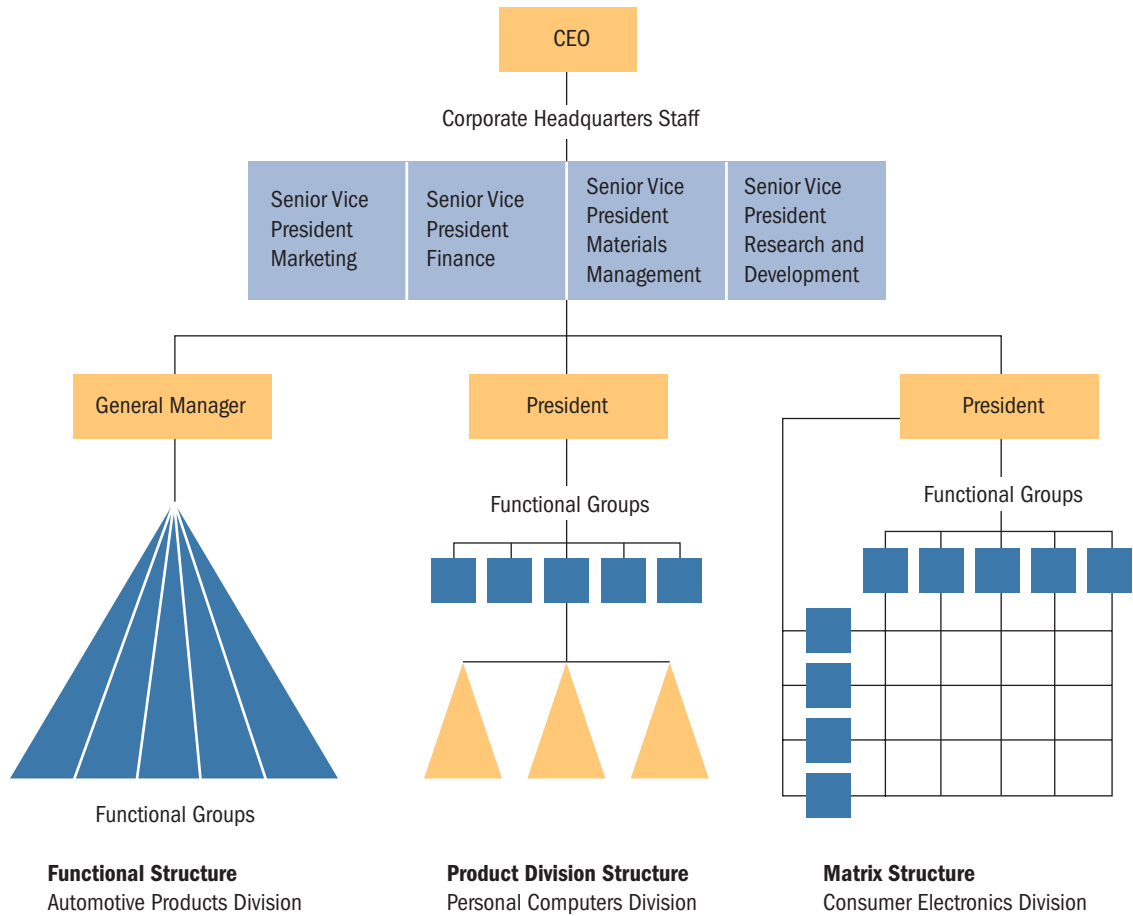 CEO
Corporate Headquarters Staff
Senior Vice
President
Marketing
Senior Vice
President
Finance
Senior Vice
President
Materials
Management
Senior Vice
President
Research and
Development
General Manager
President
President
Functional Groups
Functional Groups
Functional Groups
Functional Structure
Automotive Products Division
Product Division Structure
Personal Computers Division
Matrix Structure
Consumer Electronics Division